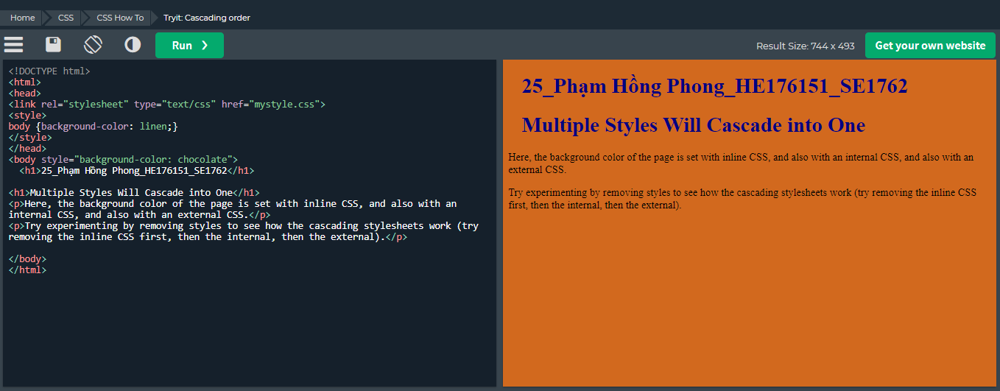 Home CSS CSS How To Tryit: Cascading order
Run ❯ Result Size: 744 x 493 Get your own website
<!DOCTYPE html>
<html>
<head>
<link rel="stylesheet" type="text/css" href="mystyle.css">
<style>
body {background-color: linen;}
</style>
</head>
<body style="background-color: chocolate">
<h1>25_Phạm Hồng Phong_HE176151_SE1762</h1>
<h1>Multiple Styles Will Cascade into One</h1>
<p>Here, the background color of the page is set with inline CSS, and also with an
internal CSS, and also with an external CSS.</p>
<p>Try experimenting by removing styles to see how the cascading stylesheets work (try
removing the inline CSS first, then the internal, then the external).</p>
</body>
</html>
25_Phạm Hồng Phong_HE176151_SE1762
Multiple Styles Will Cascade into One
Here, the background color of the page is set with inline CSS, and also with an internal CSS, and also with an
external CSS.
Try experimenting by removing styles to see how the cascading stylesheets work (try removing the inline CSS
first, then the internal, then the external).